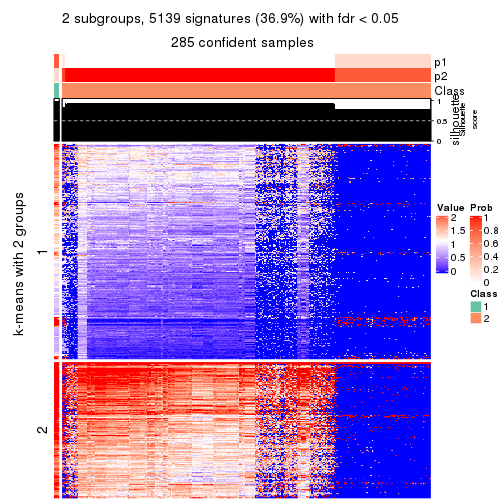 2 subgroups, 5139 signatures (36.9%) with fdr < 0.05
285 confident samples
p1
p2
Class
1
0.5
0
silhouette
Silhouette
score
k-means with 2 groups
1
2
Value
2
1.5
1
0.5
0
Prob
1
0.8
0.6
0.4
0.2
0
Class
1
2